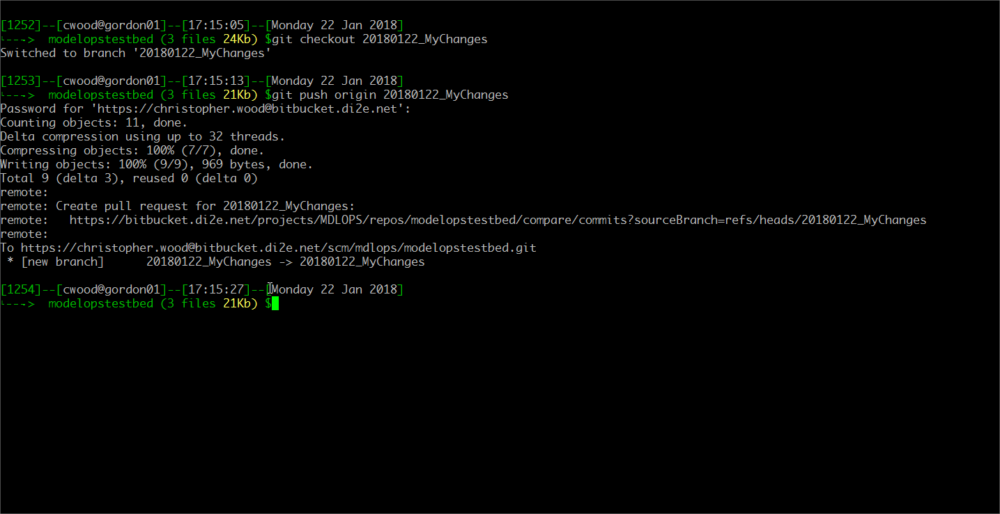 [1252]--[cwood@gordon01]--[17:15:05]--[Monday 22 Jan 2018]
----> modelopstestbed (3 files 24Kb) $git checkout 20180122_MyChanges
Switched to branch '20180122_MyChanges'
[1253]--[cwood@gordon01]--[17:15:13]--[Monday 22 Jan 2018]
----> modelopstestbed (3 files 21Kb) $git push origin 20180122_MyChanges
Password for 'https://christopher.wood@bitbucket.di2e.net':
Counting objects: 11, done.
Delta compression using up to 32 threads.
Compressing objects: 100% (7/7), done.
Writing objects: 100% (9/9), 969 bytes, done.
Total 9 (delta 3), reused 0 (delta 0)
remote:
remote: Create pull request for 20180122_MyChanges:
remote:   https://bitbucket.di2e.net/projects/MDLOPS/repos/modelopstestbed/compare/commits?sourceBranch=refs/heads/20180122_MyChanges
remote:
To https://christopher.wood@bitbucket.di2e.net/scm/mdlops/modelopstestbed.git
 * [new branch]      20180122_MyChanges -> 20180122_MyChanges
[1254]--[cwood@gordon01]--[17:15:27]--[Monday 22 Jan 2018]
----> modelopstestbed (3 files 21Kb) $